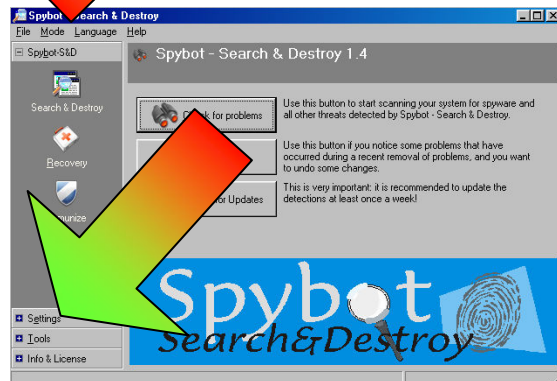 Spybot - Search & Destroy
File Mode Language Help
Spybot-S&D
Search & Destroy
Recovery
Spybot - Search & Destroy 1.4
for problems
Use this button to start scanning your system for spyware and
all other threats detected by Spybot - Search & Destroy.
Use this button if you notice some problems that have
occurred during a recent removal of problems, and you want
to undo some changes.
for Updates
This is very important: it is recommended to update the
detections at least once a week!
Settings
Tools
Info & License
Spybot
Search&Destroy